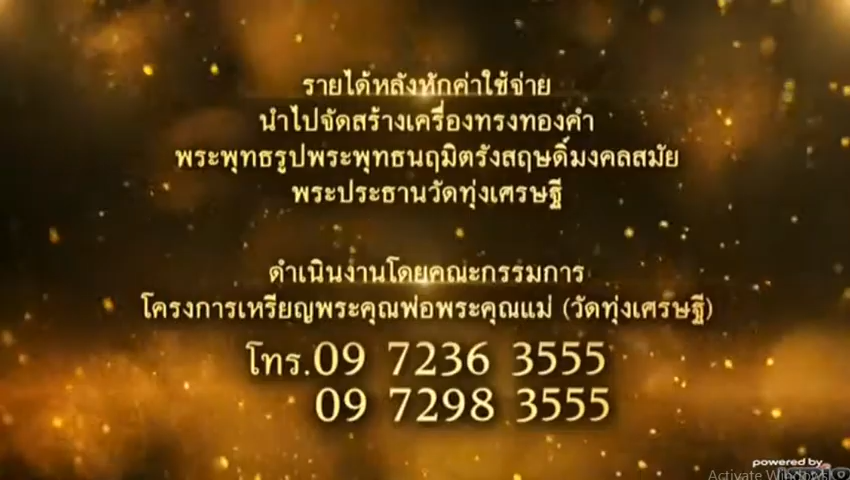 รายได้หลังหักค่าใช้จ่าย
นำไปจัดสร้างเครื่องทรงทองคำ
พระพุทธรูปพระพุทธนฤมิตรังสฤษดิ์มงคลสมัย
พระประธานวัดทุ่งเศรษฐี
ดำเนินงานโดยคณะกรรมการ
โครงการเหรียญพระคุณพ่อพระคุณแม่ (วัดทุ่งเศรษฐี)
โทร.09 7236 3555
09 7298 3555
powered by
Activate Windows